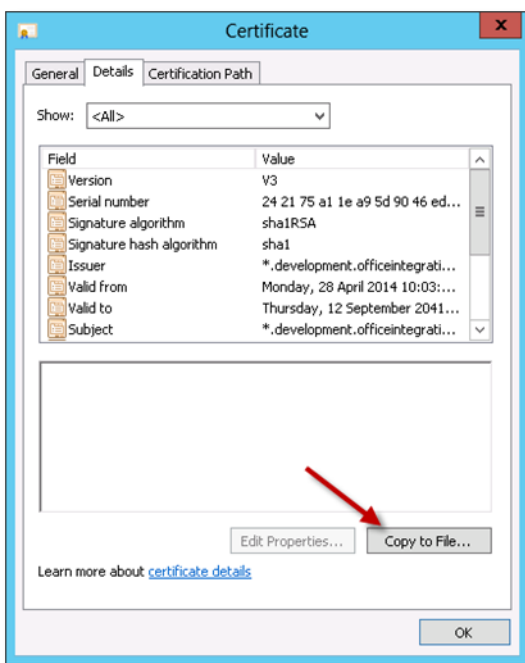 Certificate
x
General Details Certification Path
Show: <All>
Field Value
Version V3
Serial number 24 21 75 a1 1e a9 5d 90 46 ed...
Signature algorithm sha1RSA
Signature hash algorithm sha1
Issuer *.development.officeintegrati...
Valid from Monday, 28 April 2014 10:03:...
Valid to Thursday, 12 September 2041...
Subject *.development.officeintegrati...
Edit Properties... Copy to File...
Learn more about certificate details
OK